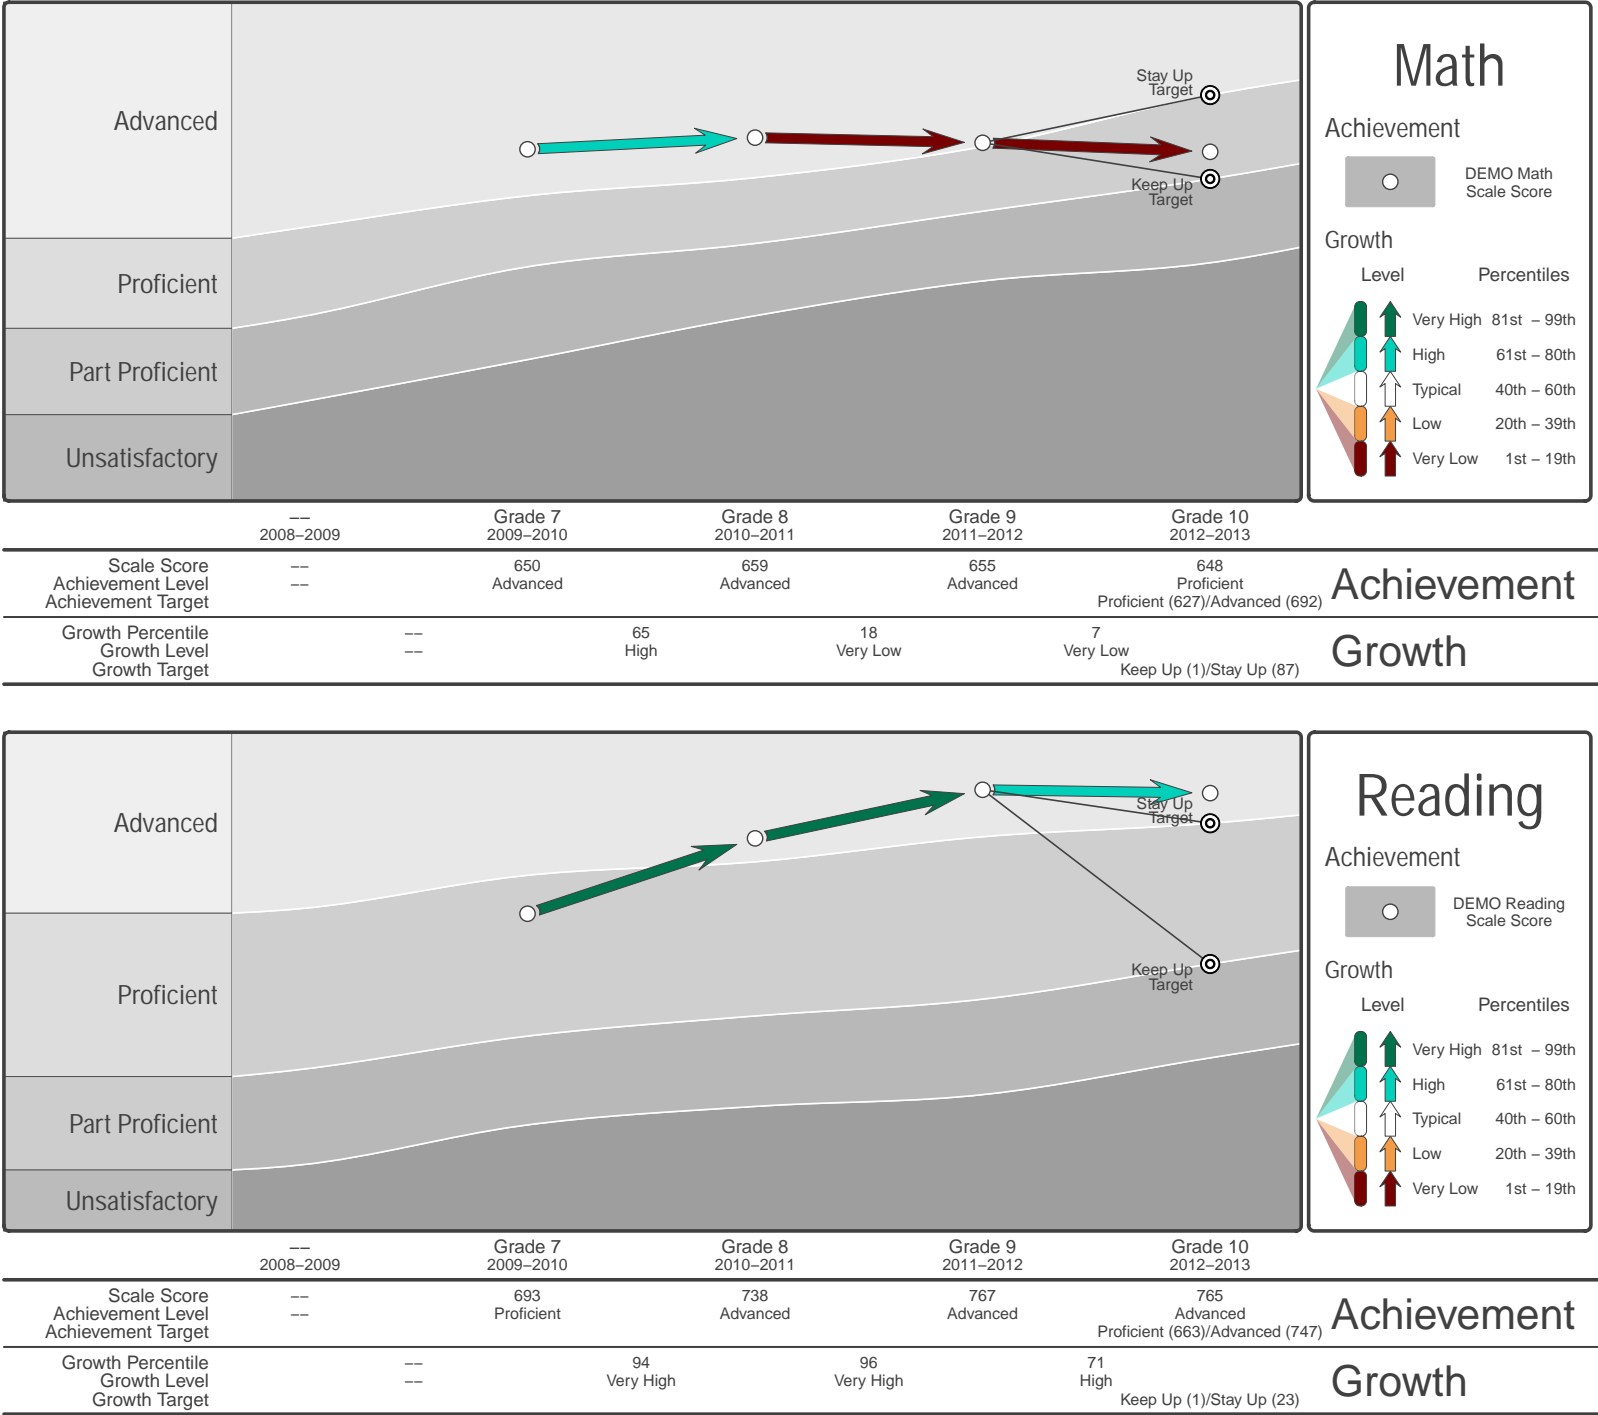 Math
Advanced
Proficient
Part Proficient
Unsatisfactory
Stay Up
Target
Keep Up
Target
Achievement
DEMO Math
Scale Score
Growth
Level Percentiles
Very High 81st – 99th
High 61st – 80th
Typical 40th – 60th
Low 20th – 39th
Very Low 1st – 19th
–– Grade 7 Grade 8 Grade 9 Grade 10
2008–2009 2009–2010 2010–2011 2011–2012 2012–2013
Scale Score –– 650 659 655 648
Achievement Level –– Advanced Advanced Advanced Proficient
Achievement Target Proficient (627)/Advanced (692)
Achievement
Growth Percentile –– 65 18 7
Growth Level –– High Very Low Very Low
Growth Target Keep Up (1)/Stay Up (87)
Growth
Reading
Advanced
Proficient
Part Proficient
Unsatisfactory
Stay Up
Target
Keep Up
Target
Achievement
DEMO Reading
Scale Score
Growth
Level Percentiles
Very High 81st – 99th
High 61st – 80th
Typical 40th – 60th
Low 20th – 39th
Very Low 1st – 19th
–– Grade 7 Grade 8 Grade 9 Grade 10
2008–2009 2009–2010 2010–2011 2011–2012 2012–2013
Scale Score –– 693 738 767 765
Achievement Level –– Proficient Advanced Advanced Advanced
Achievement Target Proficient (663)/Advanced (747)
Achievement
Growth Percentile –– 94 96 71
Growth Level –– Very High Very High High
Growth Target Keep Up (1)/Stay Up (23)
Growth